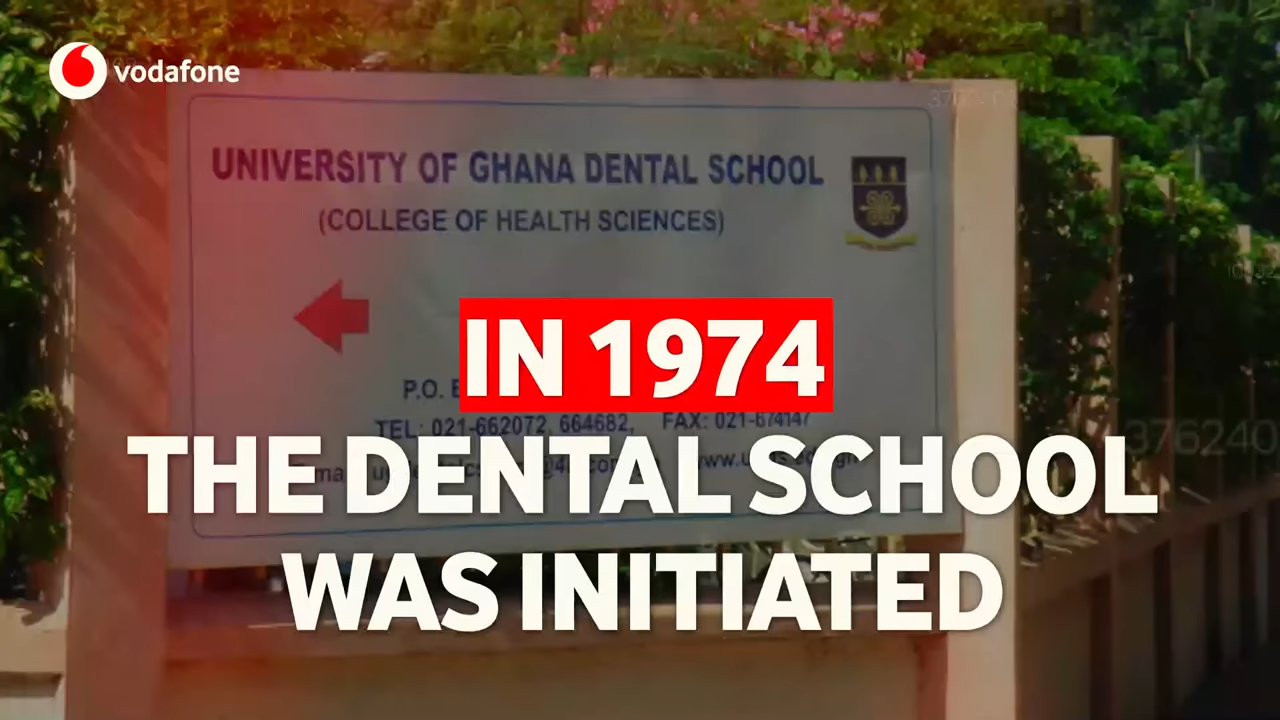 vodafone
UNIVERSITY OF GHANA DENTAL SCHOOL
(COLLEGE OF HEALTH SCIENCES)
IN 1974
P.O.
TEL: 021-662072, 664682, FAX: 021-674147
THE DENTAL SCHOOL
WAS INITIATED
376240